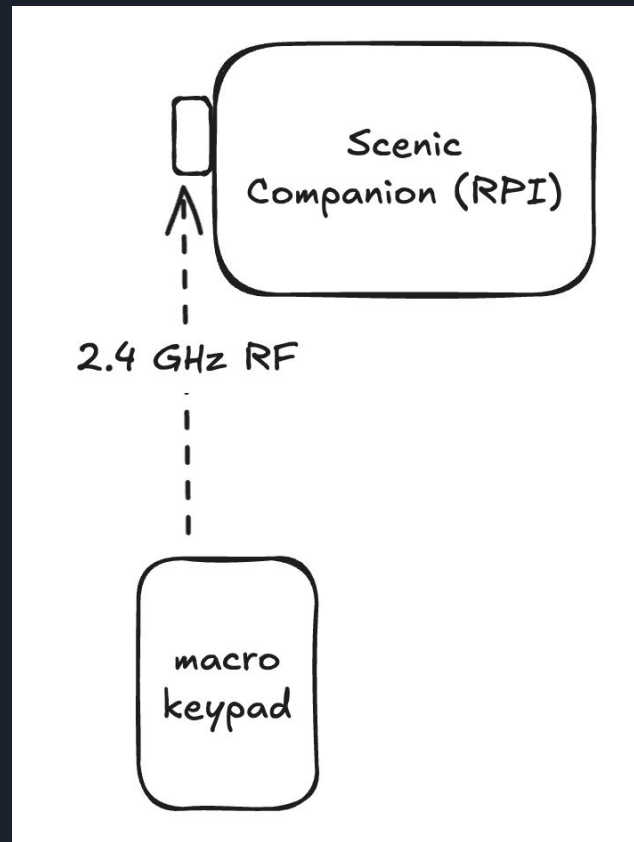 Scenic
Companion (RPI)
2.4 GHz RF
macro
keypad